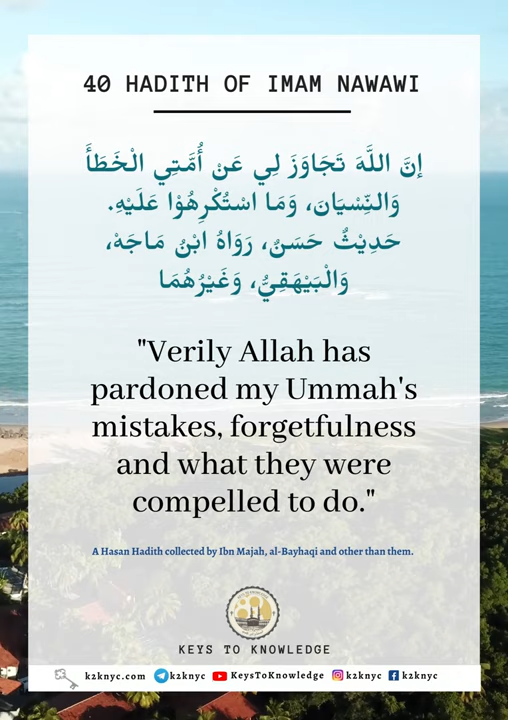 40 HADITH OF IMAM NAWAWI
إِنَّ اللَّهَ تَجَاوَزَ لِي عَنْ أُمَّتِي الْخَطَأَ
وَالنِّسْيَانَ، وَمَا اسْتُكْرِهُوْا عَلَيْهِ.
حَدِيْثٌ حَسَنٌ، رَوَاهُ ابْنُ مَاجَهْ،
وَالْبَيْهَقِيُّ، وَغَيْرُهُمَا
"Verily Allah has
pardoned my Ummah's
mistakes, forgetfulness
and what they were
compelled to do."
A Hasan Hadith collected by Ibn Majah, al-Bayhaqi and other than them.
KEYS TO KNOWLEDGE
k2knyc.com k2knyc KeysToKnowledge k2knyc k2knyc